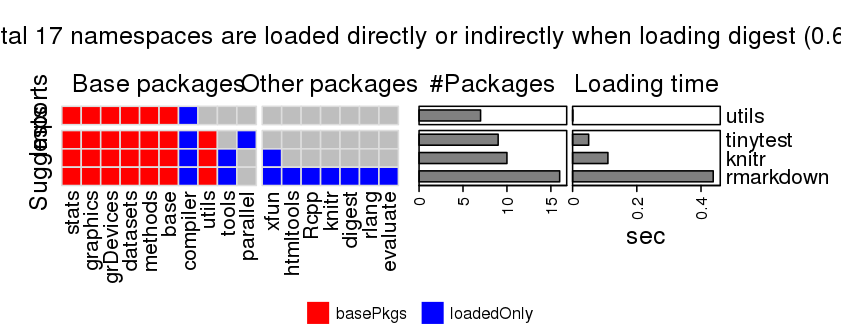 tal 17 namespaces are loaded directly or indirectly when loading digest (0.6
Base packages Other packages #Packages Loading time
utils
tinytest
knitr
rmarkdown
Suggests
stats
graphics
grDevices
datasets
methods
base
compiler
utils
tools
parallel
xfun
htmltools
Rcpp
knitr
digest
rlang
evaluate
0 5 10 15
0 0.2 0.4
sec
basePkgs loadedOnly